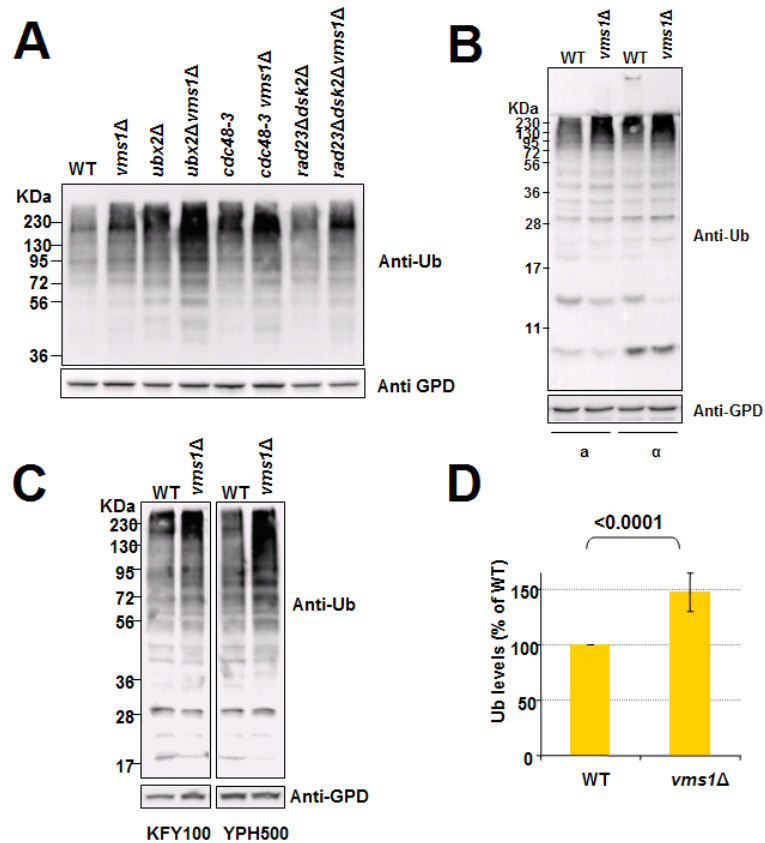 A
WT
vms1Δ
ubx2Δ
ubx2Δvms1Δ
cdc48-3
cdc48-3 vms1Δ
rad23Δdsk2Δ
rad23Δdsk2Δvms1Δ
KDa
230
130
95
72
56
36
Anti-Ub
Anti GPD
B
WT
vms1Δ
WT
vms1Δ
KDa
230
130
95
72
56
36
28
17
11
Anti-Ub
Anti-GPD
a
α
C
WT
vms1Δ
WT
vms1Δ
KDa
230
130
95
72
56
36
28
17
Anti-Ub
Anti-GPD
KFY100 YPH500
D
<0.0001
Ub levels (% of WT)
150
100
50
0
WT
vms1Δ